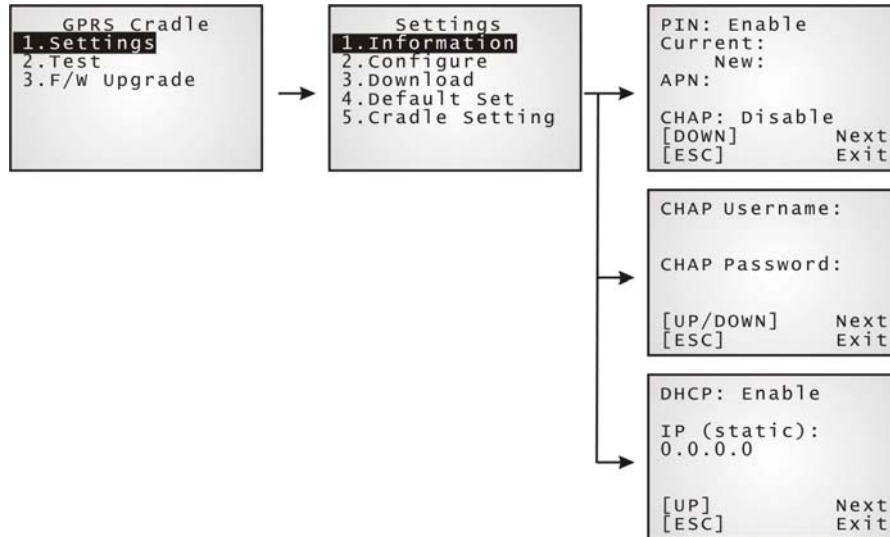 GPRS Cradle
1.Settings
2.Test
3.F/W Upgrade
Settings
1.Information
2.Configure
3.Download
4.Default Set
5.Cradle Setting
PIN: Enable
Current:
New:
APN:
CHAP: Disable
[DOWN] Next
[ESC] Exit
CHAP Username:
CHAP Password:
[UP/DOWN] Next
[ESC] Exit
DHCP: Enable
IP (static):
0.0.0.0
[UP] Next
[ESC] Exit